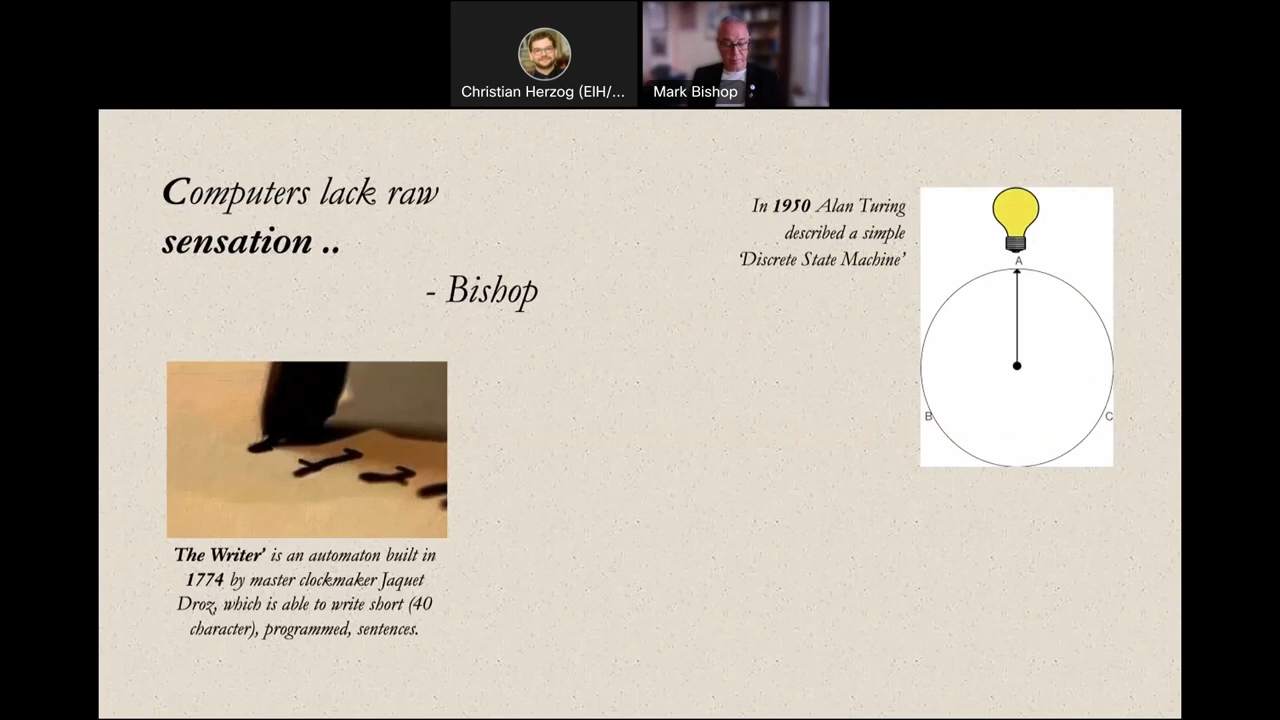 Christian Herzog (EIH/...
Mark Bishop
Computers lack raw
sensation ..
- Bishop
In 1950 Alan Turing
described a simple
'Discrete State Machine'
A
B
C
'The Writer' is an automaton built in
1774 by master clockmaker Jaquet
Droz, which is able to write short (40
character), programmed, sentences.